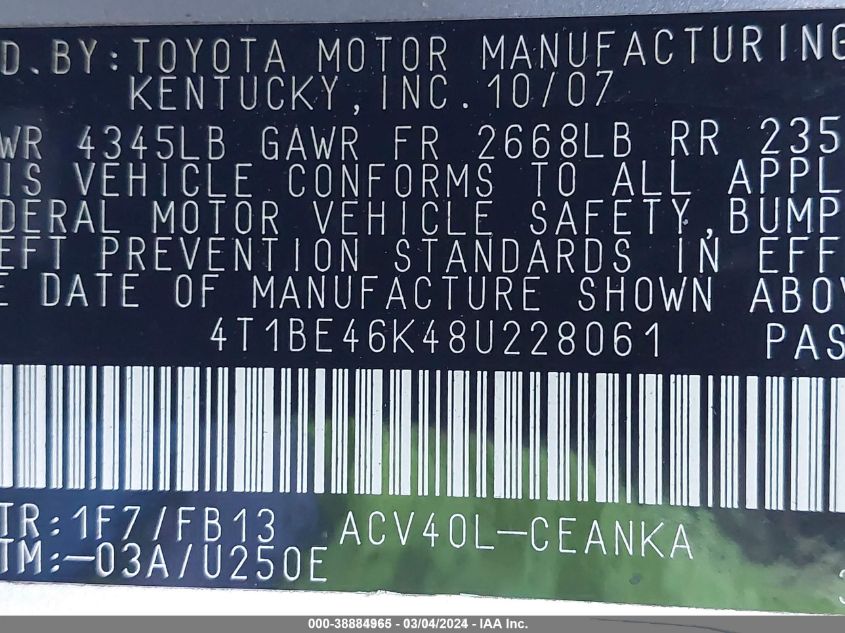 D. BY: TOYOTA MOTOR MANUFACTURING
KENTUCKY, INC. 10/07
WR 4345LB GAWR FR 2668LB RR 235
IS VEHICLE CONFORMS TO ALL APPL
DERAL MOTOR VEHICLE SAFETY, BUMP
EFT PREVENTION STANDARDS IN EFF
E DATE OF MANUFACTURE SHOWN ABOV
4T1BE46K48U228061 PAS
TR: 1F7/FB13 ACV40L-CEANKA
TM:-03A/U250E
000-38884965 - 03/04/2024 - IAA Inc.